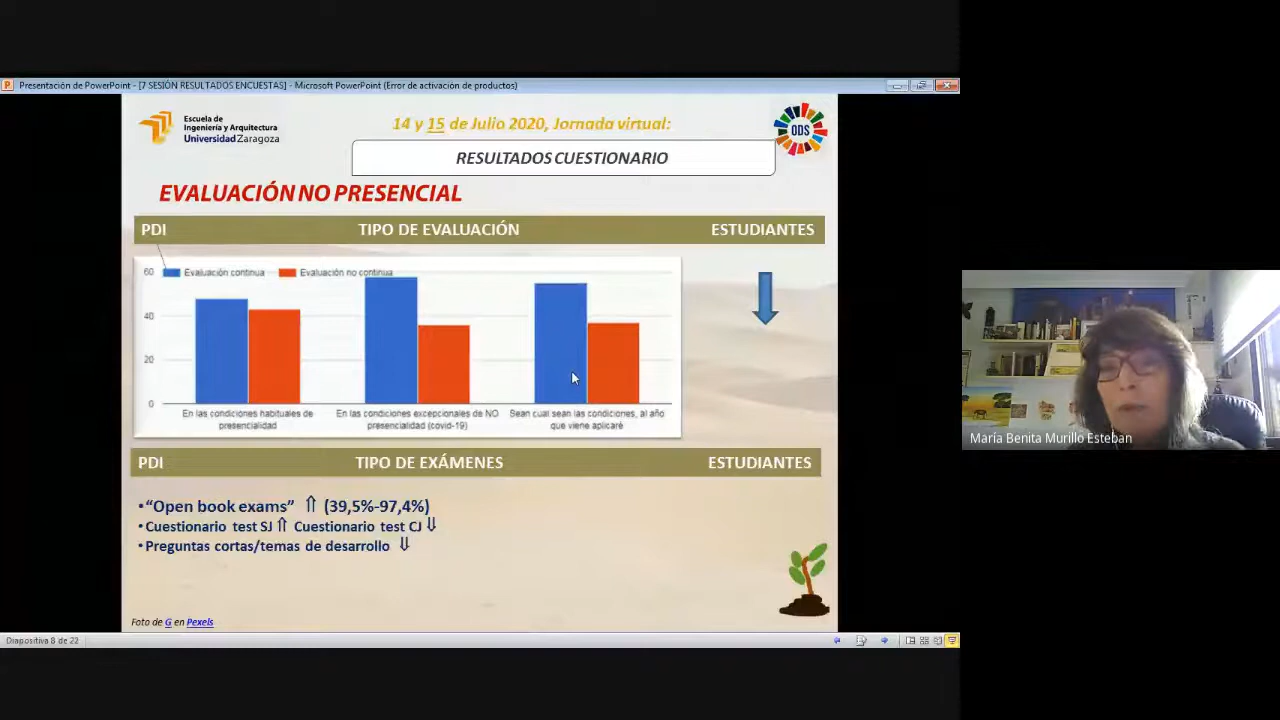 Presentación de PowerPoint - [7 SESIÓN RESULTADOS ENCUESTAS] - Microsoft PowerPoint (Error de activación de productos)
Escuela de
Ingeniería y Arquitectura
Universidad Zaragoza
14 y 15 de Julio 2020, Jornada virtual:
ODS
RESULTADOS CUESTIONARIO
EVALUACIÓN NO PRESENCIAL
PDI TIPO DE EVALUACIÓN ESTUDIANTES
60 Evaluación continua Evaluación no continua
40
20
0
En las condiciones habituales de
presencialidad
En las condiciones excepcionales de NO
presencialidad (covid-19)
Sean cual sean las condiciones, al año
que viene aplicaré
PDI TIPO DE EXÁMENES ESTUDIANTES
•"Open book exams" ⇑ (39,5%-97,4%)
•Cuestionario test SJ ⇑ Cuestionario test CJ ⇓
•Preguntas cortas/temas de desarrollo ⇓
Foto de G en Pexels
Diapositiva 8 de 22
María Benita Murillo Esteban